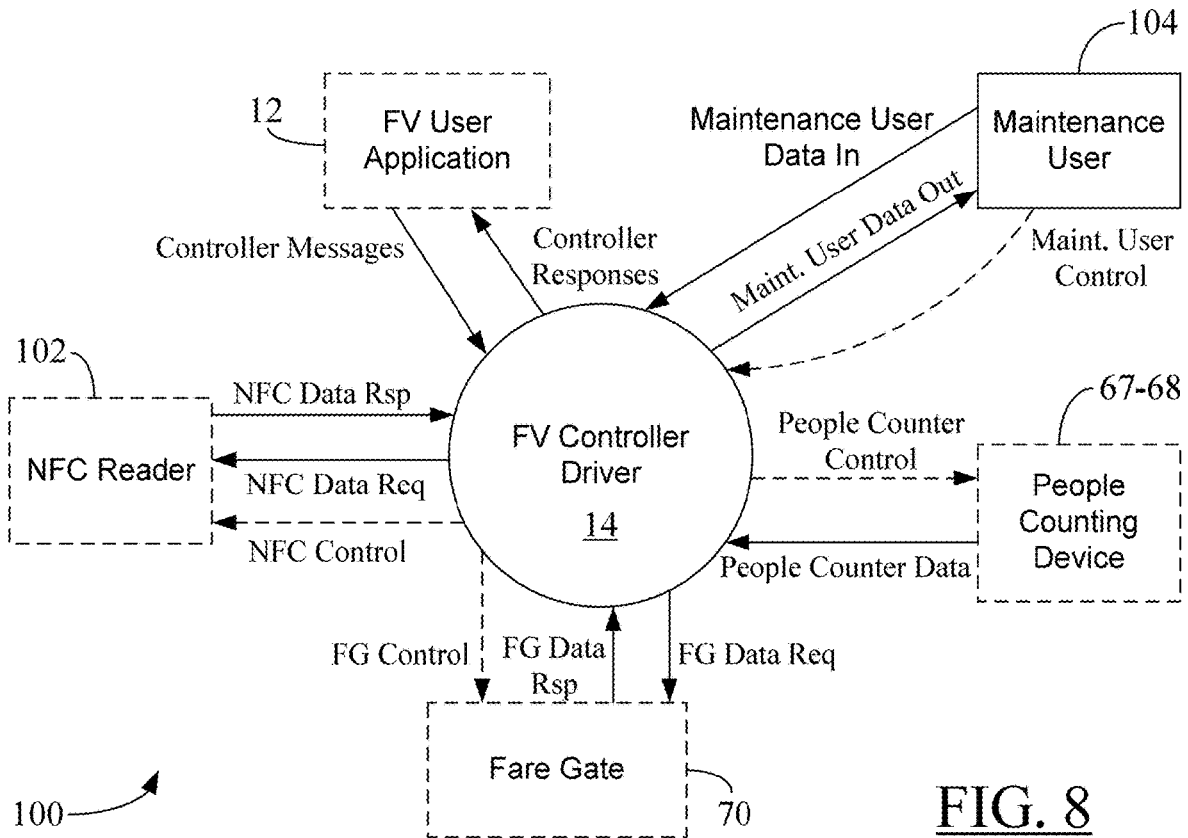 104
12
FV User
Application
Maintenance User
Data In
Maintenance
User
Maint. User Data Out
Controller Messages
Controller
Responses
Maint. User
Control
102
NFC Data Rsp
NFC Reader
NFC Data Req
NFC Control
FV Controller
Driver
14
People Counter
Control
67-68
People
Counting
Device
People Counter Data
FG Control
FG Data
Rsp
FG Data Req
Fare Gate
70
100
FIG. 8